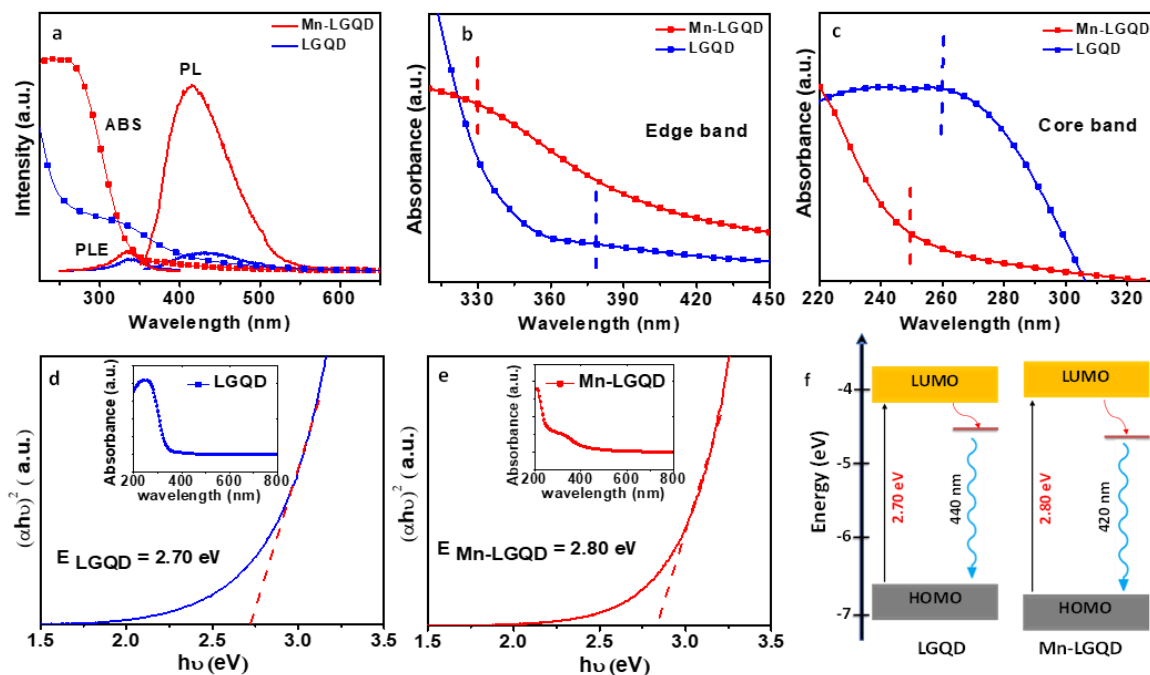 a
Mn-LGQD
LGQD
PL
ABS
PLE
Intensity (a.u.)
300 400 500 600
Wavelength (nm)
b
Mn-LGQD
LGQD
Edge band
Absorbance (a.u.)
330 360 390 420 450
Wavelength (nm)
c
Mn-LGQD
LGQD
Core band
Absorbance (a.u.)
220 240 260 280 300 320
Wavelength (nm)
d
LGQD
Absorbance (a.u.)
200 400 600 800
wavelength (nm)
(αhυ)² ( a.u.)
E LGQD = 2.70 eV
1.5 2.0 2.5 3.0 3.5
hυ (eV)
e
Mn-LGQD
Absorbance (a.u.)
200 400 600 800
wavelength (nm)
(αhυ)² ( a.u.)
E Mn-LGQD = 2.80 eV
1.5 2.0 2.5 3.0 3.5
hυ (eV)
f
Energy (eV)
-4
-5
-6
-7
LUMO
2.70 eV
440 nm
HOMO
LGQD
LUMO
2.80 eV
420 nm
HOMO
Mn-LGQD